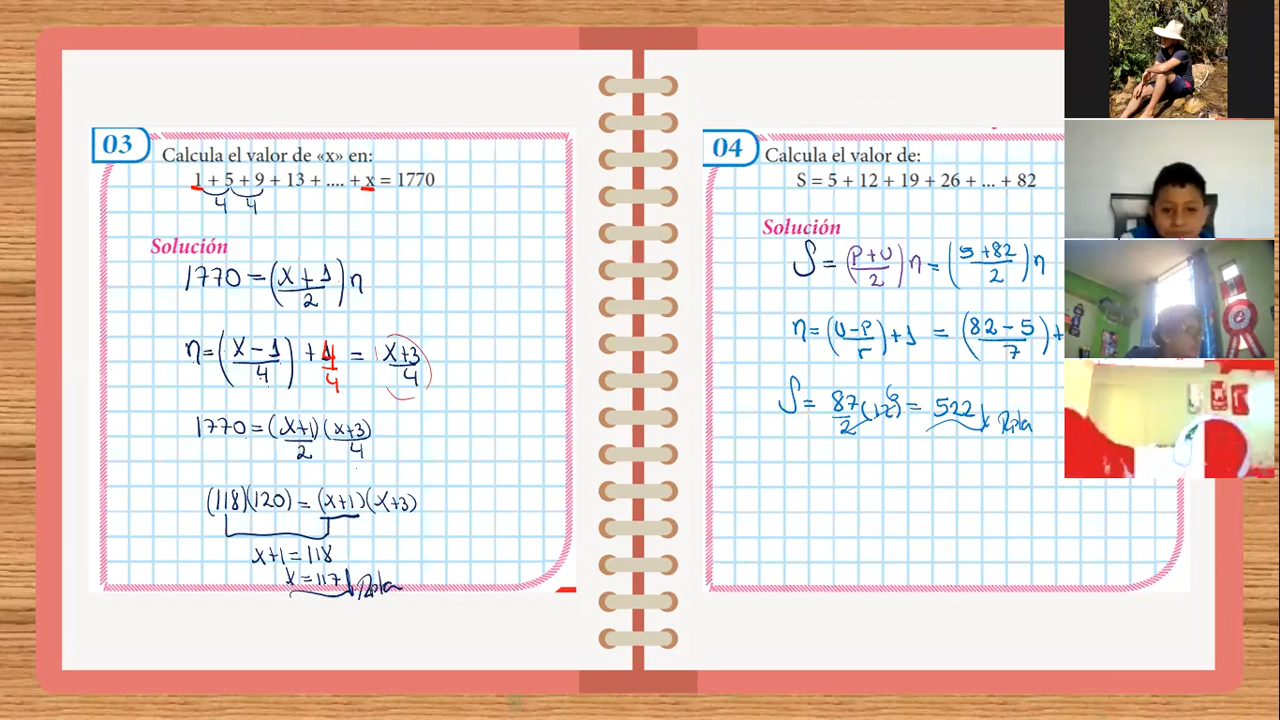 03
Calcula el valor de «x» en:
1 + 5 + 9 + 13 + .... + x = 1770
4 4
Solución
1770 = (x + 1/2) n
n = (x - 1/4) + 4/4 = x+3/4
1770 = (x+1/2)(x+3/4)
(118)(120) = (x+1)(x+3)
x+1 = 118
x = 117 Rpta
04
Calcula el valor de:
S = 5 + 12 + 19 + 26 + ... + 82
Solución
S = (P+U/2) n = (5+82/2) n
n = (U-P/r) + 1 = (82-5/7) +
S = 87/2 (12) 6 = 522 Rpta